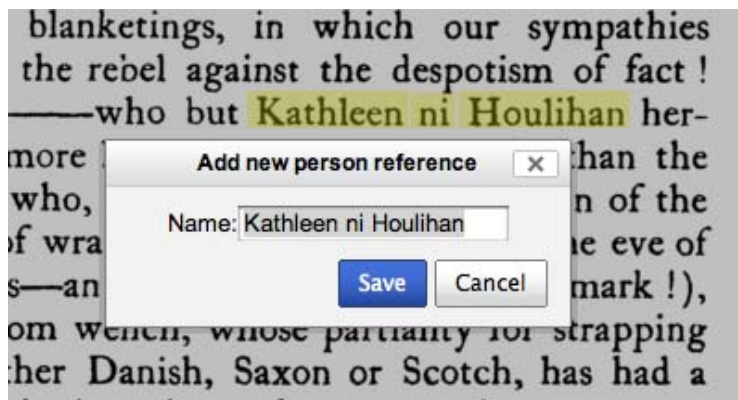 blanketings, in which our sympathies
the rebel against the despotism of fact !
——who but Kathleen ni Houlihan her-
more
than the
who,
n of the
of wra
e eve of
s—an
mark !),
om wench, whose partiality for strapping
ther Danish, Saxon or Scotch, has had a
Add new person reference
Name: Kathleen ni Houlihan
Save Cancel